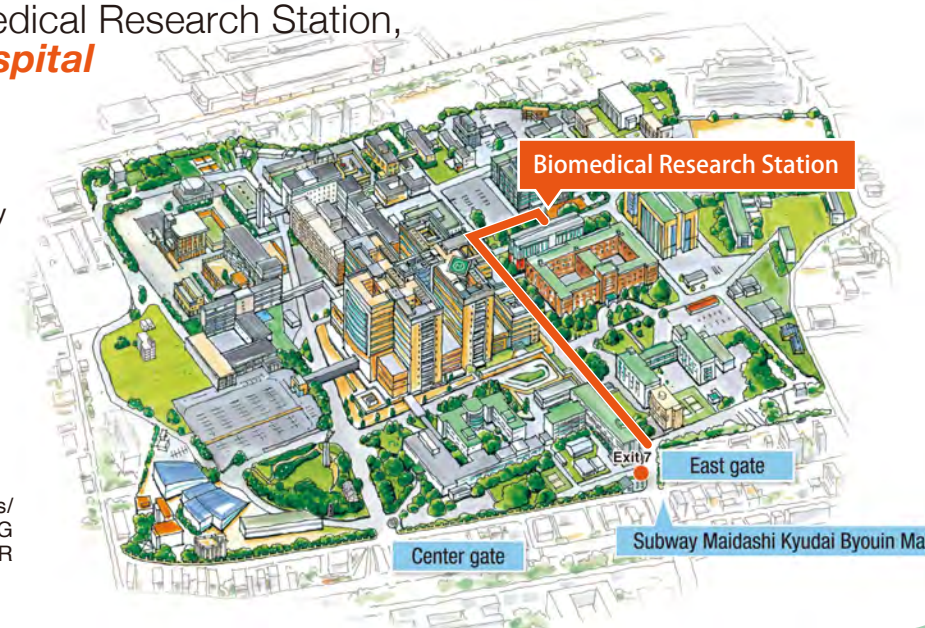 edical Research Station,
spital
Biomedical Research Station
y
Exit 7
East gate
s/
G
R
Center gate
Subway Maidashi Kyudai Byouin Ma